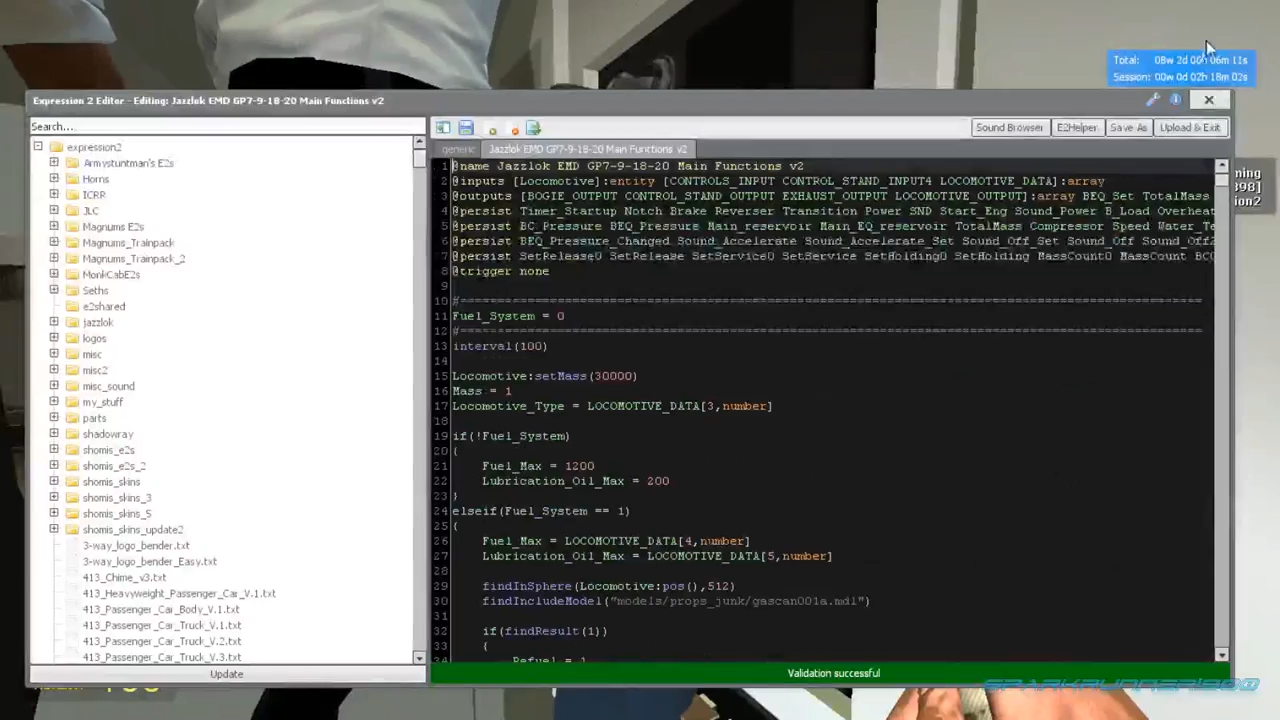 Total: 08w 2d 00h 06m 11s
Session: 00w 0d 02h 18m 02s
Expression 2 Editor - Editing: Jazzlok EMD GP7-9-18-20 Main Functions v2
Search...
Sound Browser E2Helper Save As Upload & Exit
generic Jazzlok EMD GP7-9-18-20 Main Functions v2
expression2
Armystuntman's E2s
Horns
ICRR
JLC
Magnums E2s
Magnums_Trainpack
Magnums_Trainpack_2
MonkCabE2s
Seths
e2shared
jazzlok
logos
misc
misc2
misc_sound
my_stuff
parts
shadowray
shomis_e2s
shomis_e2s_2
shomis_skins
shomis_skins_3
shomis_skins_5
shomis_skins_update2
3-way_logo_bender.txt
3-way_logo_bender_Easy.txt
413_Chime_v3.txt
413_Heavyweight_Passenger_Car_V.1.txt
413_Passenger_Car_Body_V.1.txt
413_Passenger_Car_Truck_V.1.txt
413_Passenger_Car_Truck_V.2.txt
413_Passenger_Car_Truck_V.3.txt
Update
1 @name Jazzlok EMD GP7-9-18-20 Main Functions v2
2 @inputs [Locomotive]:entity [CONTROLS_INPUT CONTROL_STAND_INPUT4 LOCOMOTIVE_DATA]:array
3 @outputs [BOGIE_OUTPUT CONTROL_STAND_OUTPUT EXHAUST_OUTPUT LOCOMOTIVE_OUTPUT]:array BEQ_Set TotalMass
4 @persist Timer_Startup Notch Brake Reverser Transition Power SND Start_Eng Sound_Power B_Load Overheat
5 @persist BC_Pressure BEQ_Pressure Main_reservoir Main_EQ_reservoir TotalMass Compressor Speed Water_Te
6 @persist BEQ_Pressure_Changed Sound_Accelerate Sound_Accelerate_Set Sound_Off_Set Sound_Off
7 @persist SetRelease0 SetRelease SetService0 SetService SetHolding0 SetHolding MassCount0 MassCount BC
8 @trigger none
9
10 #
11 Fuel_System = 0
12 #
13 interval(100)
14
15 Locomotive:setMass(30000)
16 Mass = 1
17 Locomotive_Type = LOCOMOTIVE_DATA[3,number]
18
19 if(!Fuel_System)
20 {
21 Fuel_Max = 1200
22 Lubrication_Oil_Max = 200
23 }
24 elseif(Fuel_System == 1)
25 {
26 Fuel_Max = LOCOMOTIVE_DATA[4,number]
27 Lubrication_Oil_Max = LOCOMOTIVE_DATA[5,number]
28
29 findInSphere(Locomotive:pos(),512)
30 findIncludeModel("models/props_junk/gascan001a.mdl")
31
32 if(findResult(1))
33 {
34 Refuel = 1
Validation successful
ming
398]
ion2
SPARKRUNNER1500